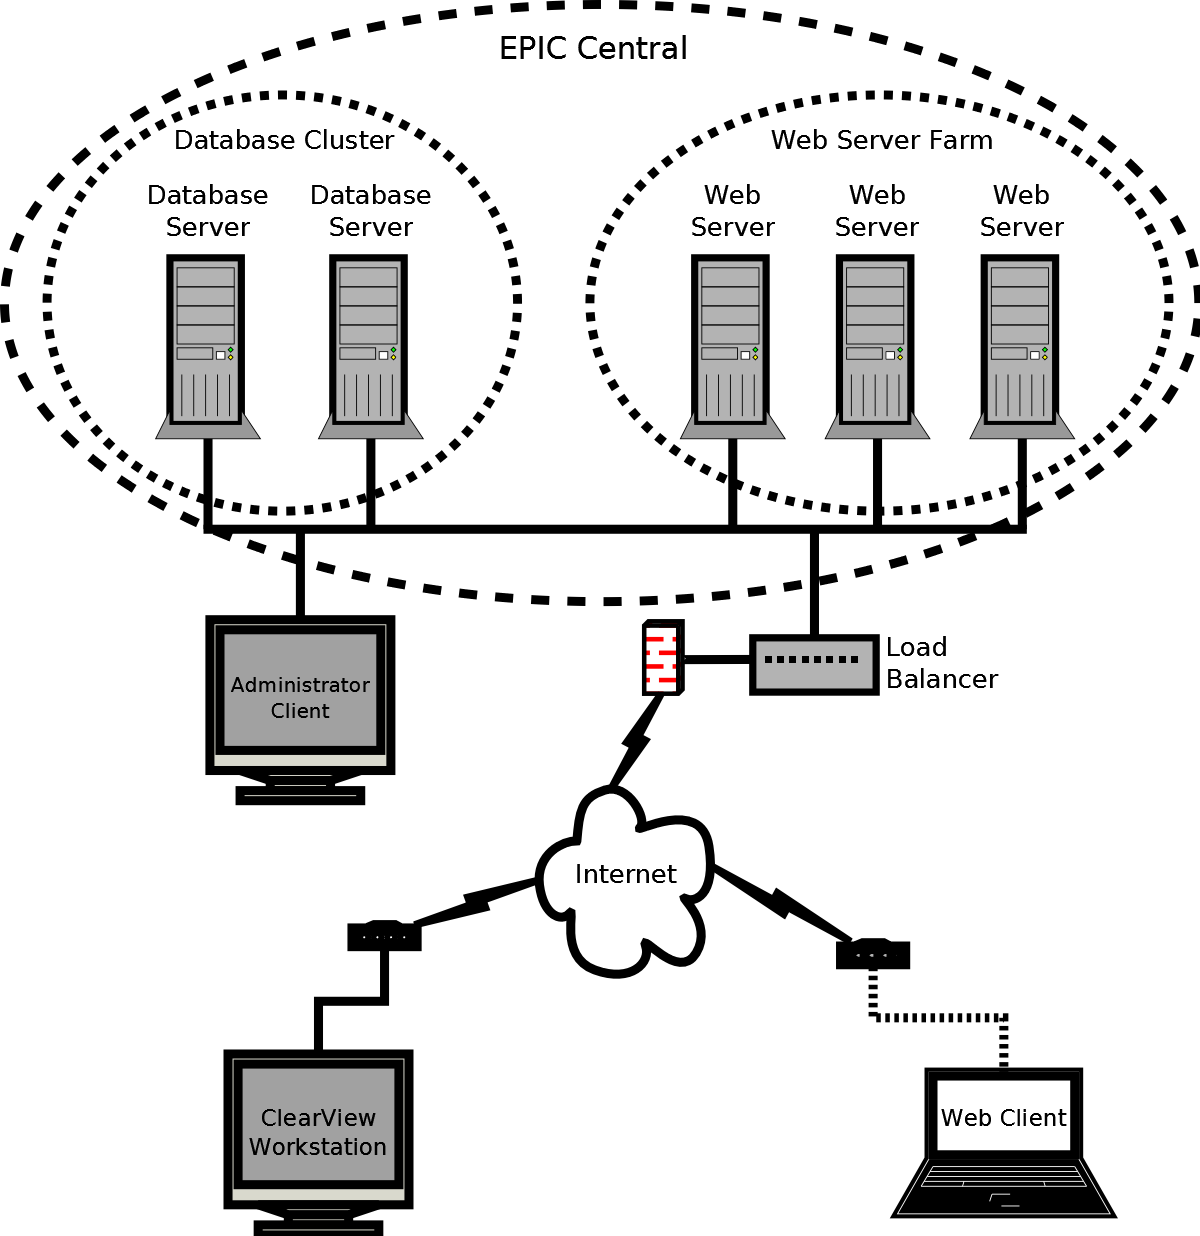 EPIC Central
Database Cluster
Web Server Farm
Database
Server
Database
Server
Web
Server
Web
Server
Web
Server
Load
Balancer
Administrator
Client
Internet
ClearView
Workstation
Web Client